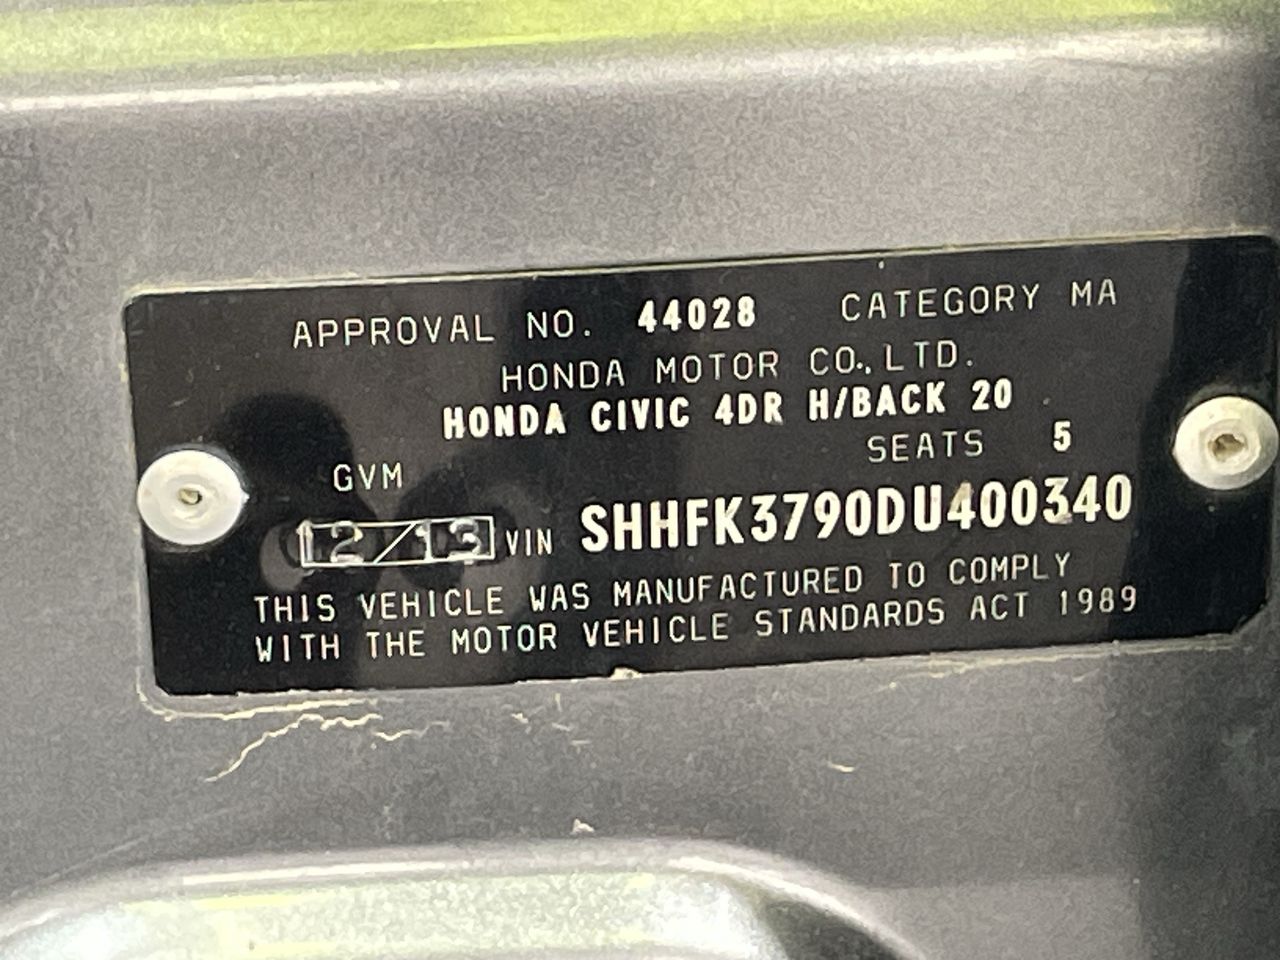 APPROVAL NO. 44028 CATEGORY MA
HONDA MOTOR CO., LTD.
HONDA CIVIC 4DR H/BACK 20
SEATS 5
GVM
12/13 VIN SHHFK3790DU400340
THIS VEHICLE WAS MANUFACTURED TO COMPLY
WITH THE MOTOR VEHICLE STANDARDS ACT 1989